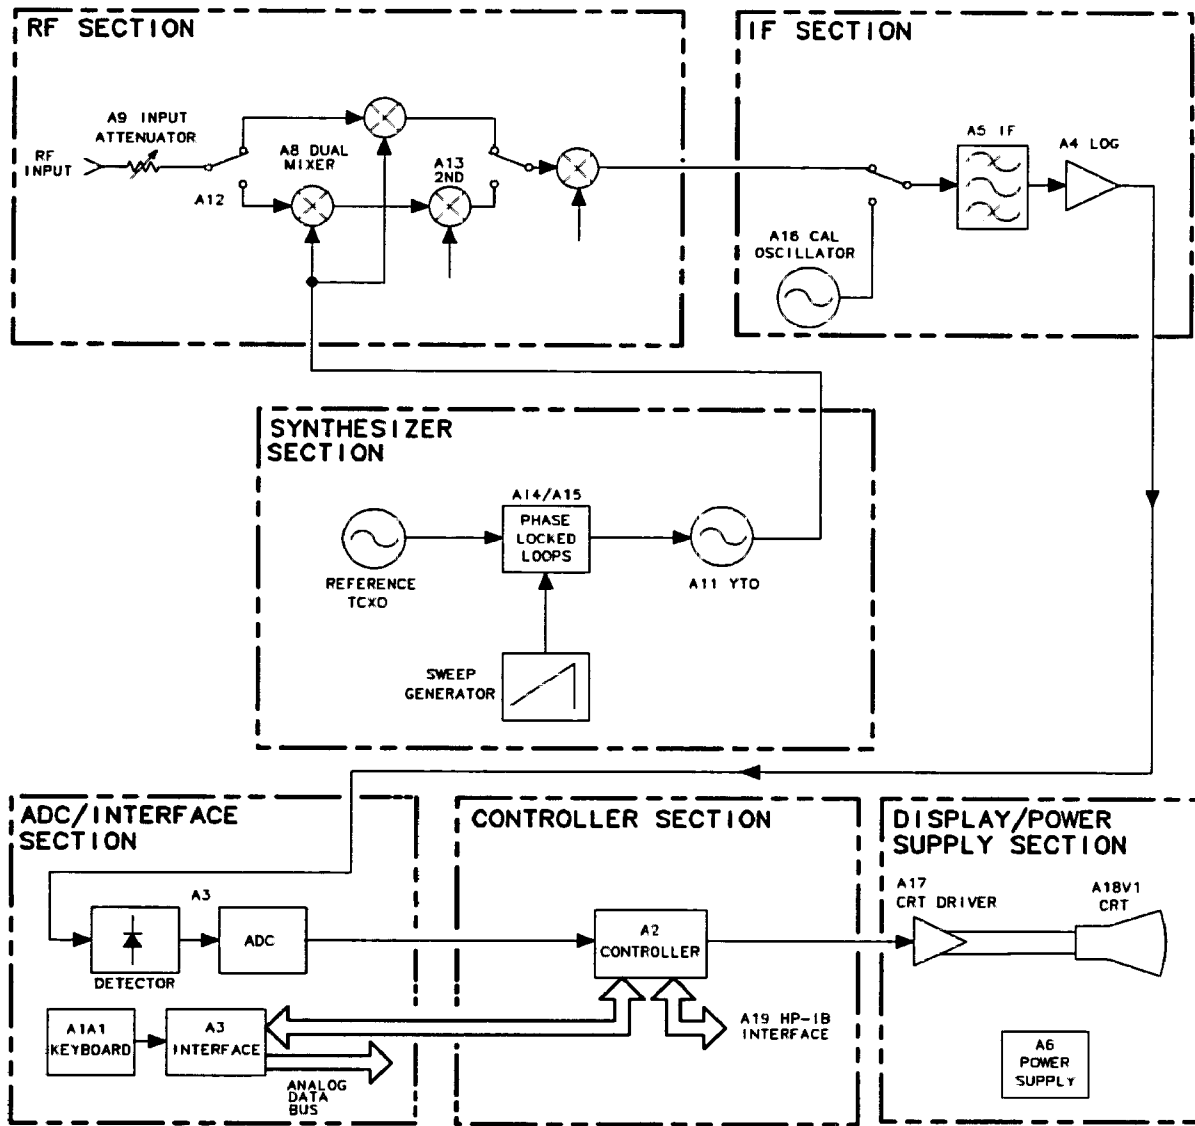 RF SECTION
A9 INPUT
ATTENUATOR
RF
INPUT
A8 DUAL
MIXER
A12
A13
2ND
IF SECTION
A5 IF
A4 LOG
A16 CAL
OSCILLATOR
SYNTHESIZER
SECTION
A14/A15
PHASE
LOCKED
LOOPS
REFERENCE
TCXO
A11 YTO
SWEEP
GENERATOR
ADC/INTERFACE
SECTION
A3
DETECTOR
ADC
A1A1
KEYBOARD
A3
INTERFACE
ANALOG
DATA
BUS
CONTROLLER SECTION
A2
CONTROLLER
A19 HP-IB
INTERFACE
DISPLAY/POWER
SUPPLY SECTION
A17
CRT DRIVER
A18V1
CRT
A6
POWER
SUPPLY